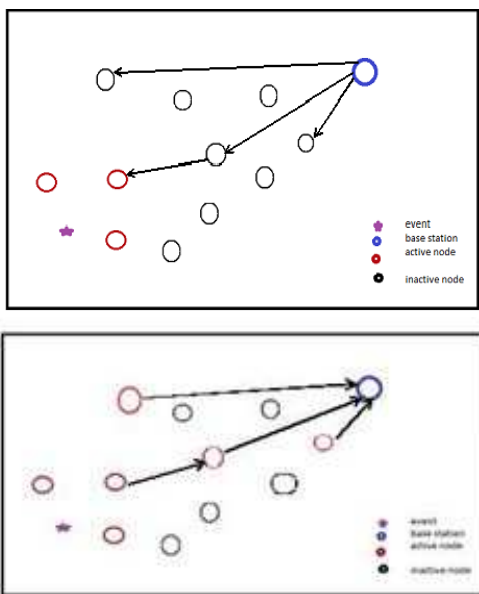 event
base station
active node
inactive node
event
base station
active node
inactive node